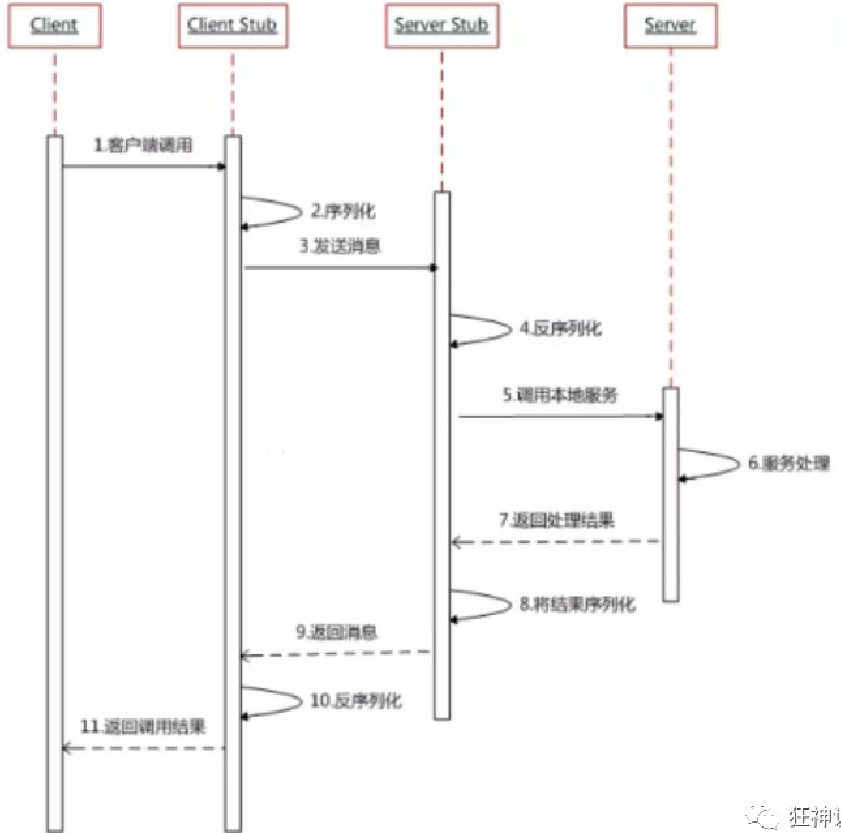 Client
Client Stub
Server Stub
Server
1.客户端调用
2.序列化
3.发送消息
4.反序列化
5.调用本地服务
6.服务处理
7.返回处理结果
8.将结果序列化
9.返回消息
10.反序列化
11.返回调用结果
狂神